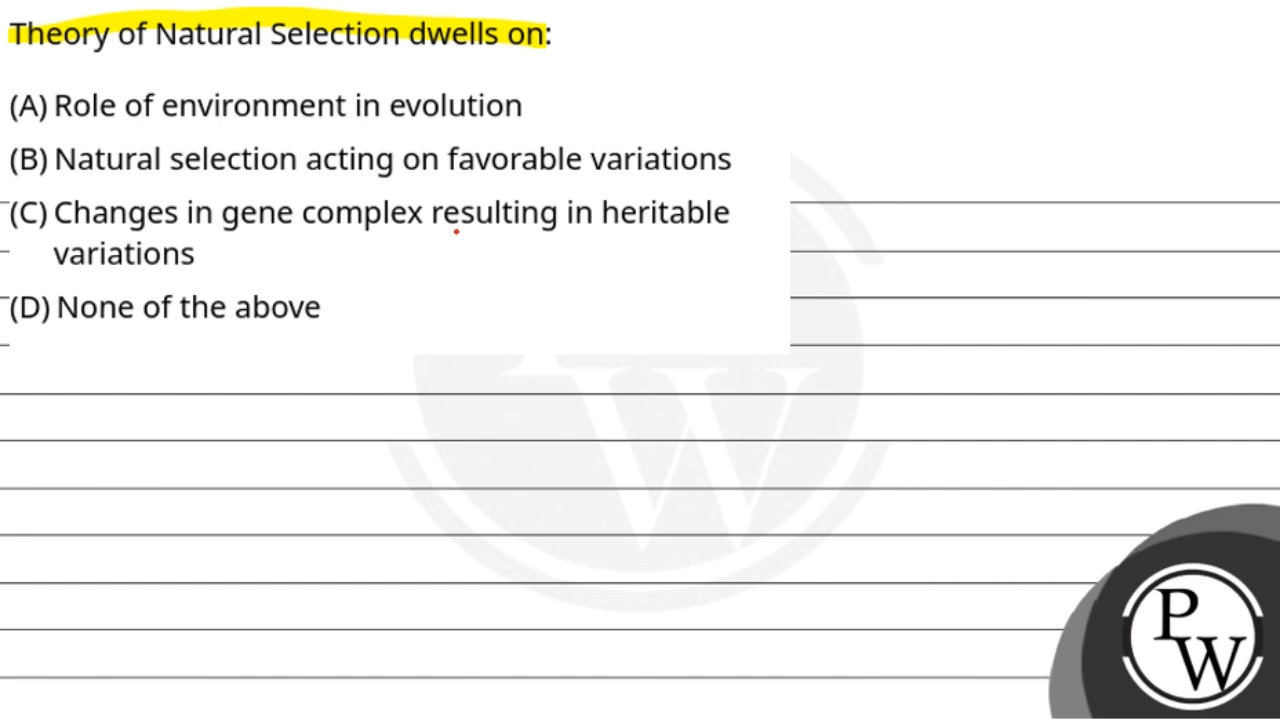 Theory of Natural Selection dwells on:
(A) Role of environment in evolution
(B) Natural selection acting on favorable variations
(C) Changes in gene complex resulting in heritable
variations
(D) None of the above
W
P
W